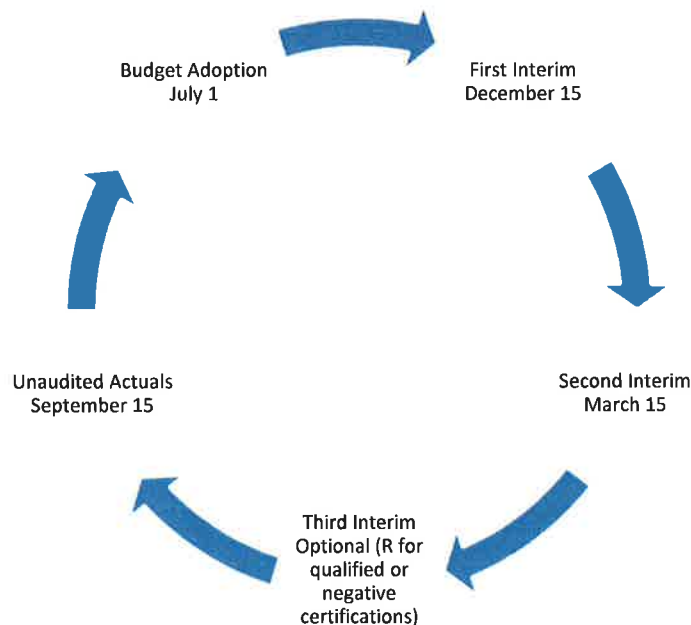 Budget Adoption
July 1
First Interim
December 15
Second Interim
March 15
Third Interim
Optional (R for
qualified or
negative
certifications)
Unaudited Actuals
September 15